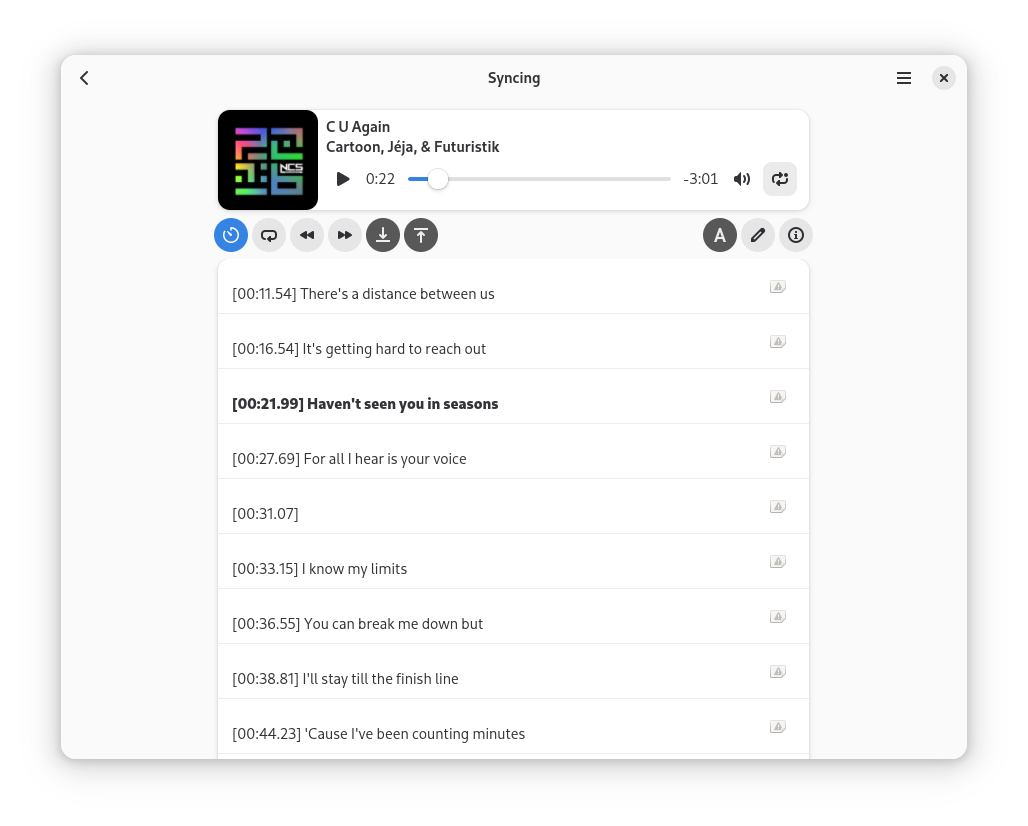 Syncing
NCS
C U Again
Cartoon, Jéja, & Futuristik
0:22
-3:01
A
[00:11.54] There's a distance between us
[00:16.54] It's getting hard to reach out
[00:21.99] Haven't seen you in seasons
[00:27.69] For all I hear is your voice
[00:31.07]
[00:33.15] I know my limits
[00:36.55] You can break me down but
[00:38.81] I'll stay till the finish line
[00:44.23] 'Cause I've been counting minutes